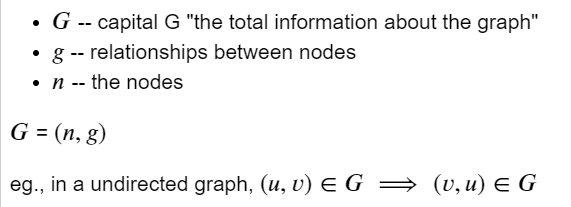 • G -- capital G "the total information about the graph"
• g -- relationships between nodes
• n -- the nodes
G = (n, g)
eg., in a undirected graph, (u, v) ∈ G ⟹ (v, u) ∈ G